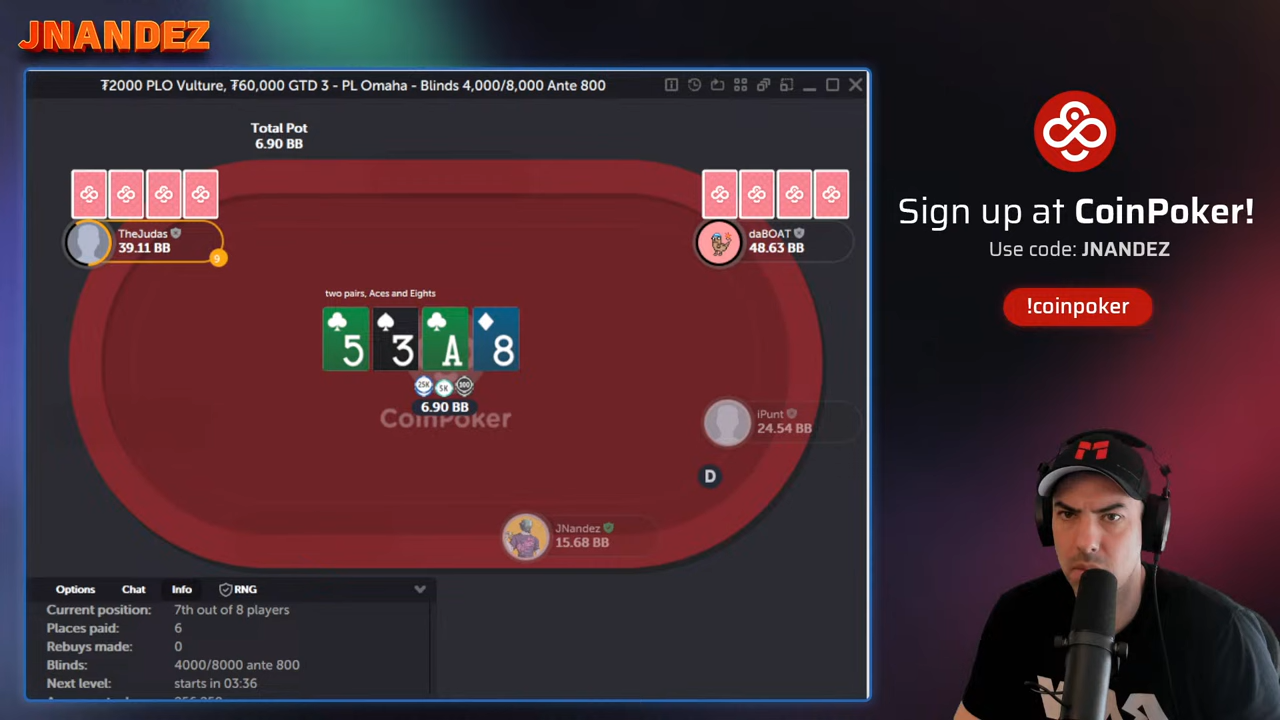 JNANDEZ
₮2000 PLO Vulture, ₮60,000 GTD 3 - PL Omaha - Blinds 4,000/8,000 Ante 800
Total Pot
6.90 BB
TheJudas
39.11 BB
9
daBOAT
48.63 BB
two pairs, Aces and Eights
5
3
A
8
25K
5K
100
6.90 BB
CoinPoker
iPunt
24.54 BB
D
JNandez
15.68 BB
Options Chat Info RNG
Current position: 7th out of 8 players
Places paid: 6
Rebuys made: 0
Blinds: 4000/8000 ante 800
Next level: starts in 03:36
Sign up at CoinPoker!
Use code: JNANDEZ
!coinpoker